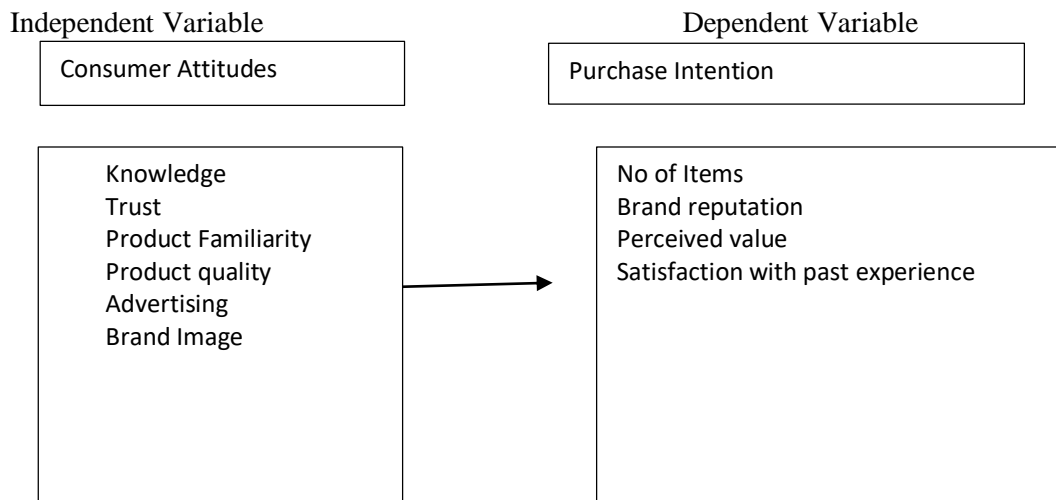 Independent Variable
Dependent Variable
Consumer Attitudes
Purchase Intention
Knowledge
Trust
Product Familiarity
Product quality
Advertising
Brand Image
No of Items
Brand reputation
Perceived value
Satisfaction with past experience